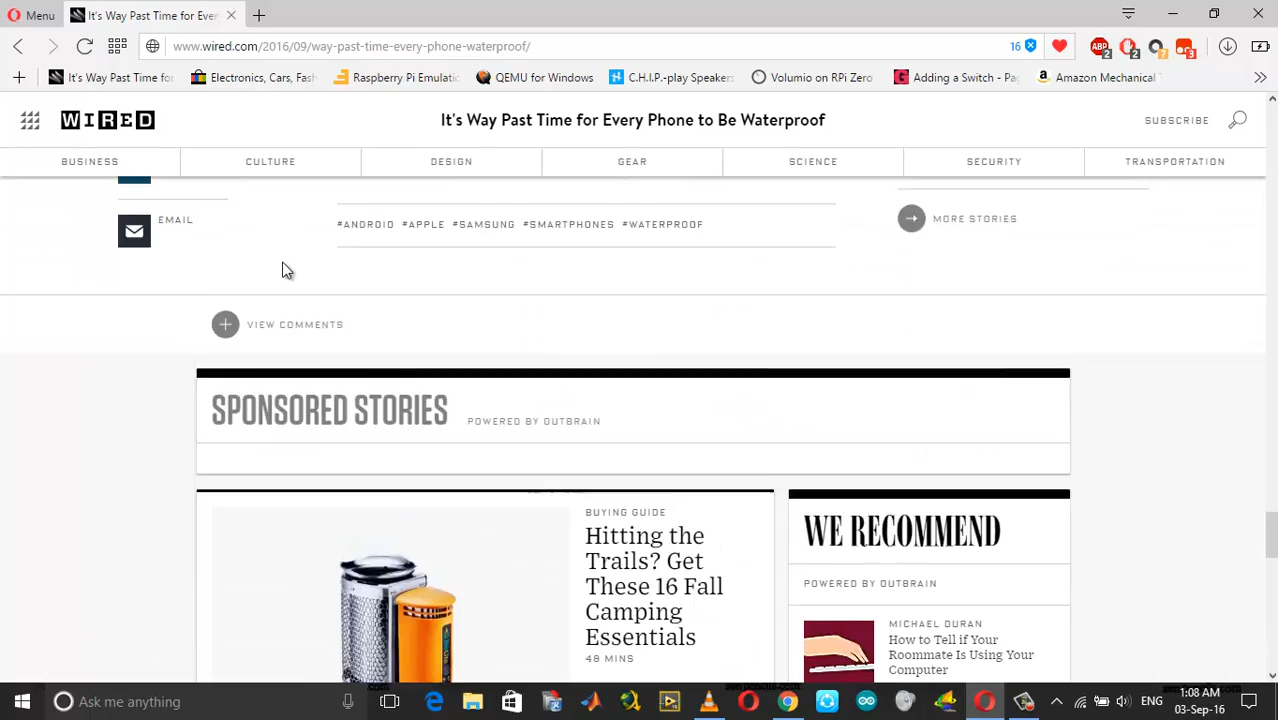 Menu
It's Way Past Time for Ever
www.wired.com/2016/09/way-past-time-every-phone-waterproof/
16
2
2
7
3
It's Way Past Time fo
Electronics, Cars, Fash
Raspberry Pi Emulati
QEMU for Windows
C.H.I.P.-play Speakers
Volumio on RPi Zero
Adding a Switch - Pa
Amazon Mechanical T
WIRED
It's Way Past Time for Every Phone to Be Waterproof
SUBSCRIBE
BUSINESS
CULTURE
DESIGN
GEAR
SCIENCE
SECURITY
TRANSPORTATION
EMAIL
#ANDROID #APPLE #SAMSUNG #SMARTPHONES #WATERPROOF
MORE STORIES
VIEW COMMENTS
SPONSORED STORIES
POWERED BY OUTBRAIN
BUYING GUIDE
Hitting the
Trails? Get
These 16 Fall
Camping
Essentials
48 MINS
WE RECOMMEND
POWERED BY OUTBRAIN
MICHAEL DURAN
How to Tell if Your
Roommate Is Using Your
Computer
Ask me anything
ENG
1:08 AM
03-Sep-16